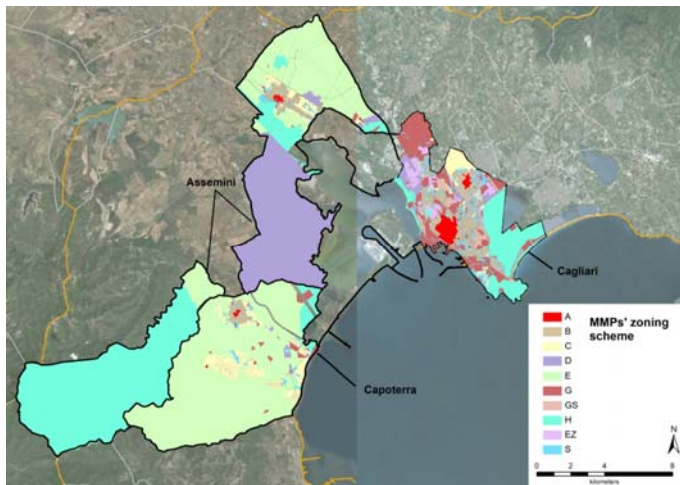 Assemini
Cagliari
Capoterra
MMPs' zoning
scheme
A
B
C
D
E
G
GS
H
EZ
S
N
0 2 4 8
kilometers